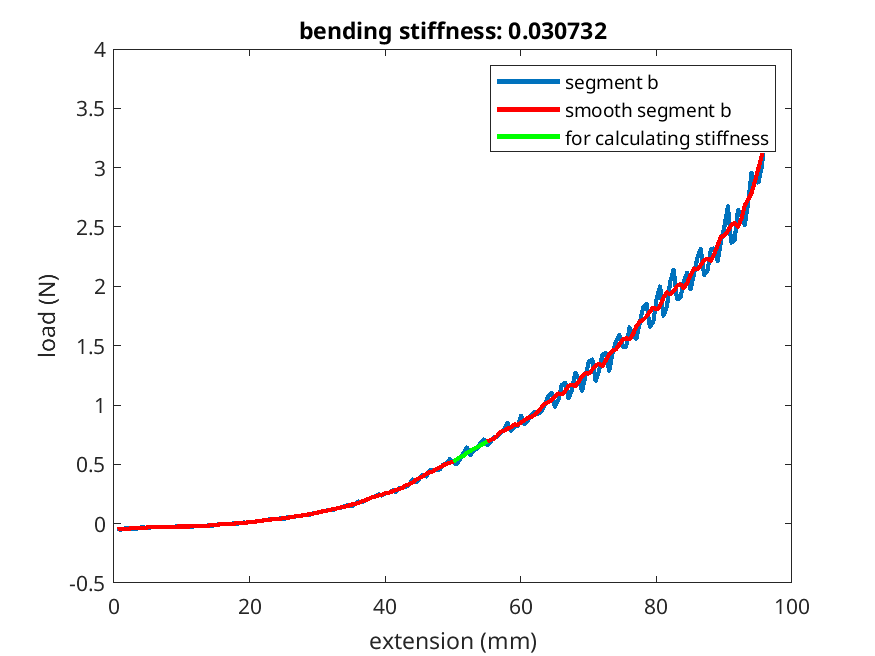 bending stiffness: 0.030732
4
3.5
3
2.5
2
1.5
1
0.5
0
-0.5
load (N)
segment b
smooth segment b
for calculating stiffness
0 20 40 60 80 100
extension (mm)